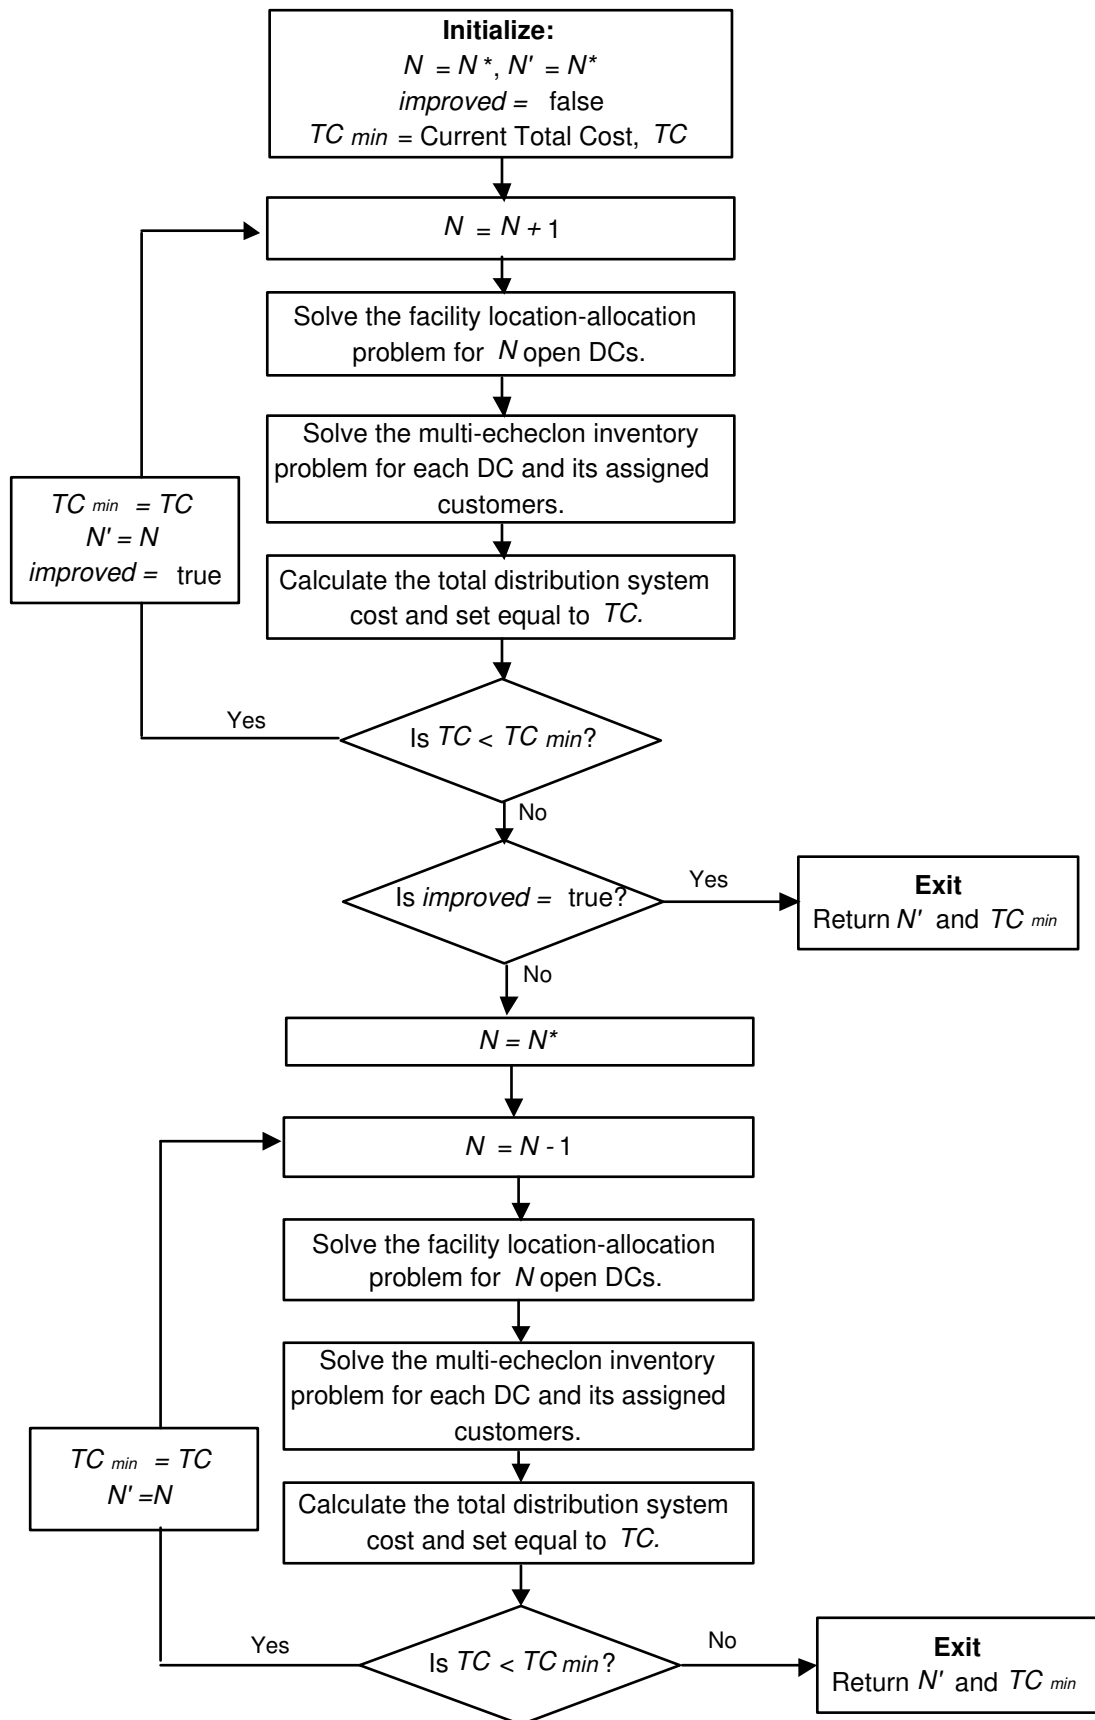 Initialize:
N = N*, N' = N*
improved = false
TC min = Current Total Cost, TC
N = N + 1
Solve the facility location-allocation
problem for N open DCs.
Solve the multi-echeclon inventory
problem for each DC and its assigned
customers.
TC min = TC
N' = N
improved = true
Calculate the total distribution system
cost and set equal to TC.
Yes
Is TC < TC min?
No
Is improved = true?
Yes
Exit
Return N' and TC min
No
N = N*
N = N - 1
Solve the facility location-allocation
problem for N open DCs.
Solve the multi-echeclon inventory
problem for each DC and its assigned
customers.
TC min = TC
N' =N
Calculate the total distribution system
cost and set equal to TC.
Yes
Is TC < TC min?
No
Exit
Return N' and TC min